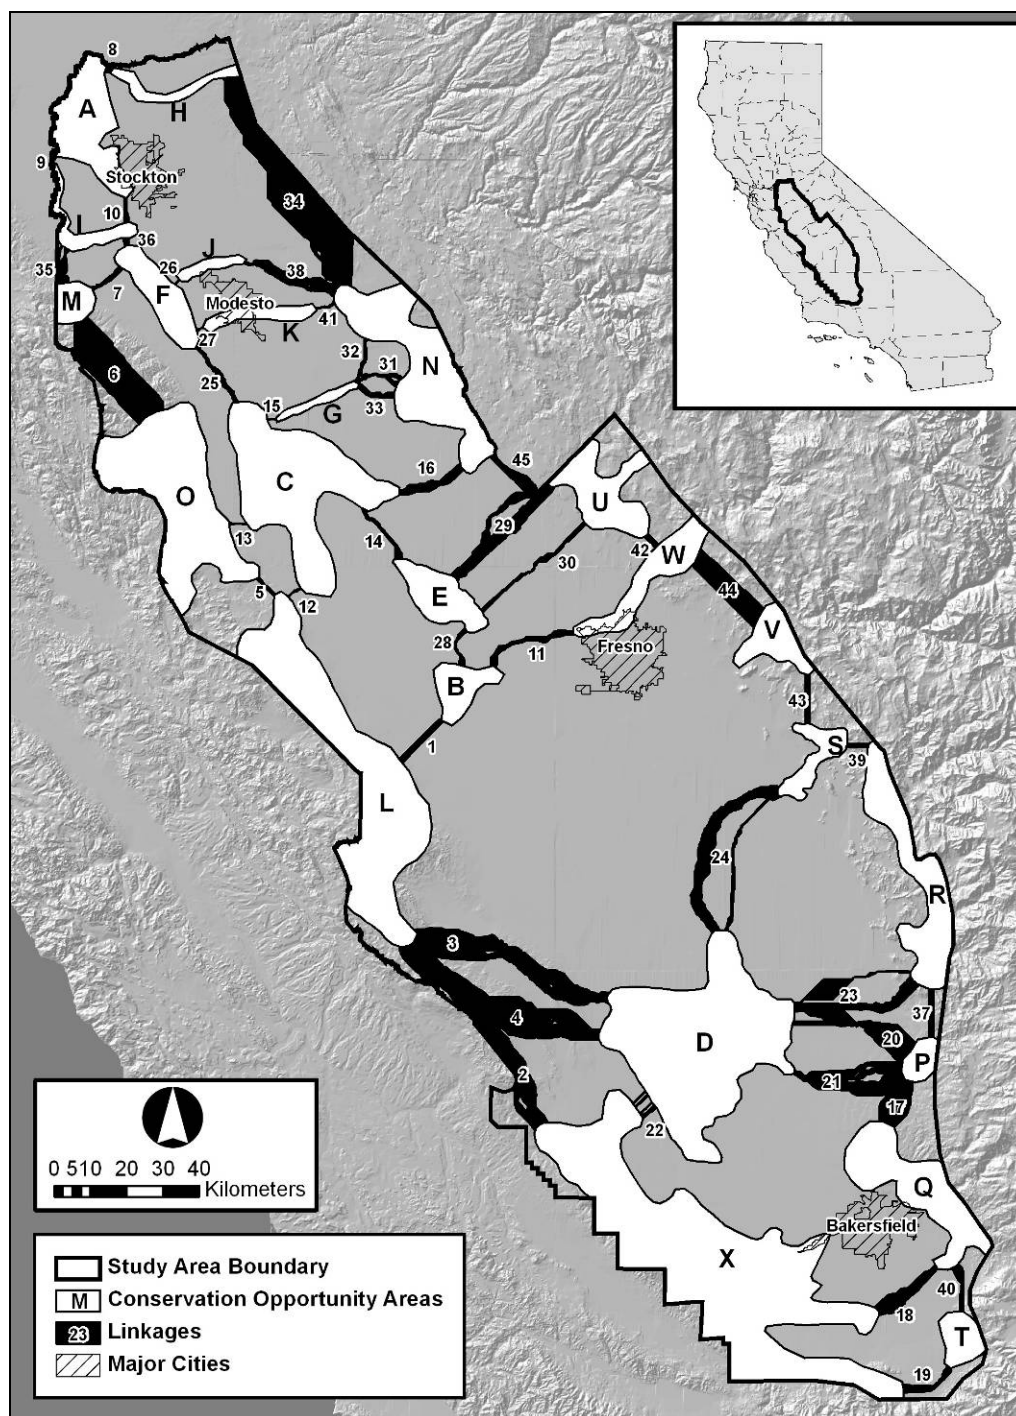 8
A
H
9
Stockton
34
10
I
36
J
35
26
38
7
M
F
Modesto
41
K
27
32
N
31
6
25
33
15
G
45
16
C
O
U
29
13
14
30
42
W
5
12
E
44
V
28
11
Fresno
B
43
1
S
39
L
24
R
3
23
37
4
20
D
P
2
21
17
22
Q
Bakersfield
X
40
18
T
19
0 5 10 20 30 40
Kilometers
Study Area Boundary
M Conservation Opportunity Areas
23 Linkages
Major Cities